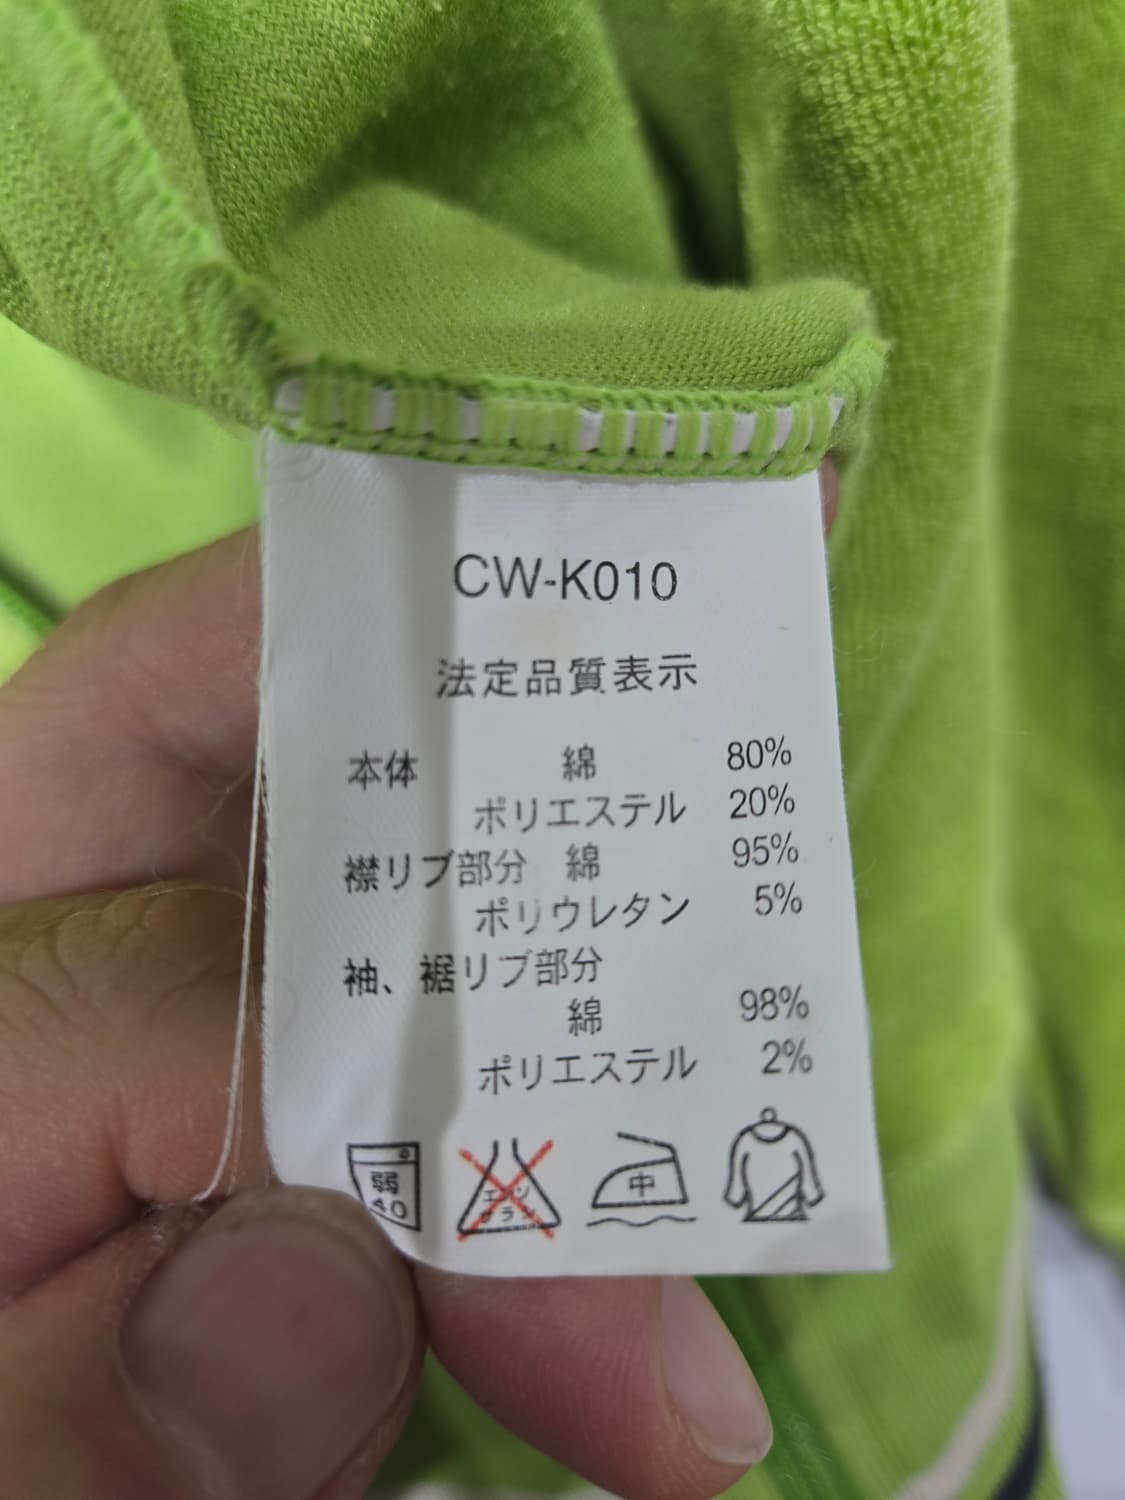 CW-K010
法定品質表示
本体 綿 80%
ポリエステル 20%
襟リブ部分 綿 95%
ポリウレタン 5%
袖、裾リブ部分
綿 98%
ポリエステル 2%
弱
40
エンソ
サラシ
中